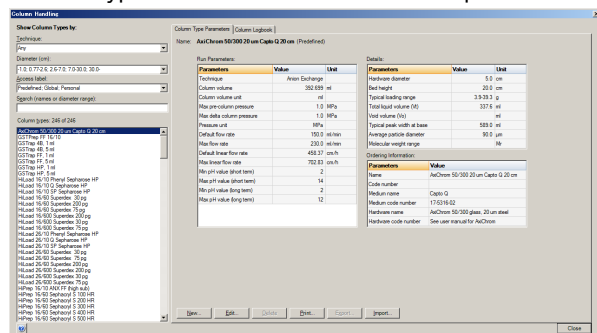 Column Handling
Show Column Types by:
Technique:
Any
Diameter (cm):
-1.0; 0.77-2.6; 2.6-7.0; 7.0-30.0; 30.0-
Access label:
Predefined; Global; Personal
Search (names or diameter range):
Column types: 246 of 246
AxiChrom 50/300 20 um Capto Q 20 cm
GSTPrep FF 16/10
GSTrap 4B, 1 ml
GSTrap 4B, 5 ml
GSTrap FF, 1 ml
GSTrap FF, 5 ml
GSTrap HP, 1 ml
GSTrap HP, 5 ml
HiLoad 16/10 Phenyl Sepharose HP
HiLoad 16/10 Q Sepharose HP
HiLoad 16/10 SP Sepharose HP
HiLoad 16/60 Superdex 30 pg
HiLoad 16/60 Superdex 200 pg
HiLoad 16/60 Superdex 75 pg
HiLoad 16/600 Superdex 200 pg
HiLoad 16/600 Superdex 30 pg
HiLoad 16/600 Superdex 75 pg
HiLoad 26/10 Phenyl Sepharose HP
HiLoad 26/10 Q Sepharose HP
HiLoad 26/10 SP Sepharose HP
HiLoad 26/60 Superdex 30 pg
HiLoad 26/60 Superdex 75 pg
HiLoad 26/60 Superdex 200 pg
HiLoad 26/600 Superdex 200 pg
HiLoad 26/600 Superdex 30 pg
HiLoad 26/600 Superdex 75 pg
HiPrep 16/10 ANX FF (high sub)
HiPrep 16/60 Sephacryl S 100 HR
HiPrep 16/60 Sephacryl S 200 HR
HiPrep 16/60 Sephacryl S 300 HR
HiPrep 16/60 Sephacryl S 400 HR
HiPrep 16/60 Sephacryl S 500 HR
Column Type Parameters Column Logbook
Name: AxiChrom 50/300 20 um Capto Q 20 cm (Predefined)
Run Parameters:
Parameters Value Unit
Technique Anion Exchange
Column volume 392.699 ml
Column volume unit ml
Max pre-column pressure 1.0 MPa
Max delta column pressure 1.0 MPa
Pressure unit MPa
Default flow rate 150.0 ml/min
Max flow rate 230.0 ml/min
Default linear flow rate 458.37 cm/h
Max linear flow rate 702.83 cm/h
Min pH value (short term) 2
Max pH value (short term) 14
Min pH value (long term) 2
Max pH value (long term) 12
Details:
Parameters Value Unit
Hardware diameter 5.0 cm
Bed height 20.0 cm
Typical loading range 3.9-39.3 g
Total liquid volume (Vt) 337.6 ml
Void volume (Vo) ml
Typical peak width at base 589.0 ml
Average particle diameter 90.0 µm
Molecular weight range Mr
Ordering Information:
Parameters Value
Name AxiChrom 50/300 20 um Capto Q 20 cm
Code number
Medium name Capto Q
Medium code number 17-5316-02
Hardware name AxiChrom 50/300 glass, 20 um steel
Hardware code number See user manual for AxiChrom
New... Edit... Delete Print... Export... Import...
Close